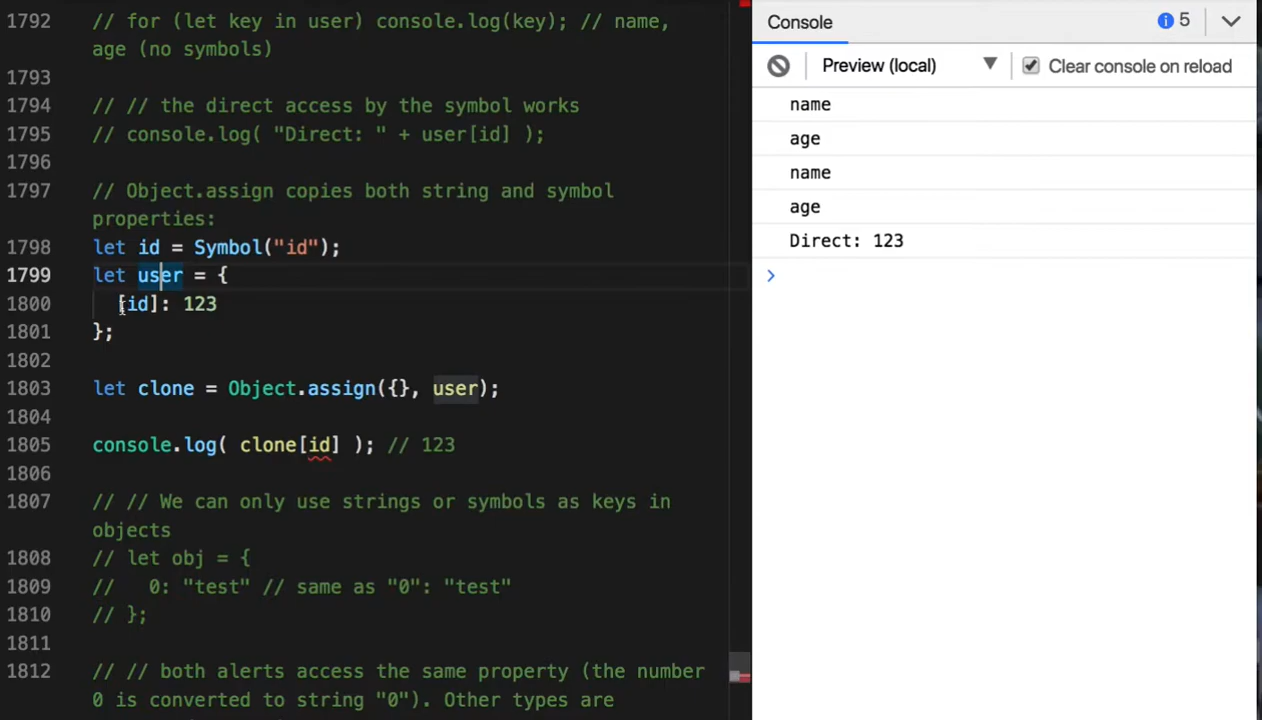 1792 // for (let key in user) console.log(key); // name,
age (no symbols)
1793
1794 // // the direct access by the symbol works
1795 // console.log( "Direct: " + user[id] );
1796
1797 // Object.assign copies both string and symbol
properties:
1798 let id = Symbol("id");
1799 let user = {
1800 [id]: 123
1801 };
1802
1803 let clone = Object.assign({}, user);
1804
1805 console.log( clone[id] ); // 123
1806
1807 // // We can only use strings or symbols as keys in
objects
1808 // let obj = {
1809 //   0: "test" // same as "0": "test"
1810 // };
1811
1812 // // both alerts access the same property (the number
0 is converted to string "0"). Other types are
Console
5
Preview (local)
Clear console on reload
name
age
name
age
Direct: 123